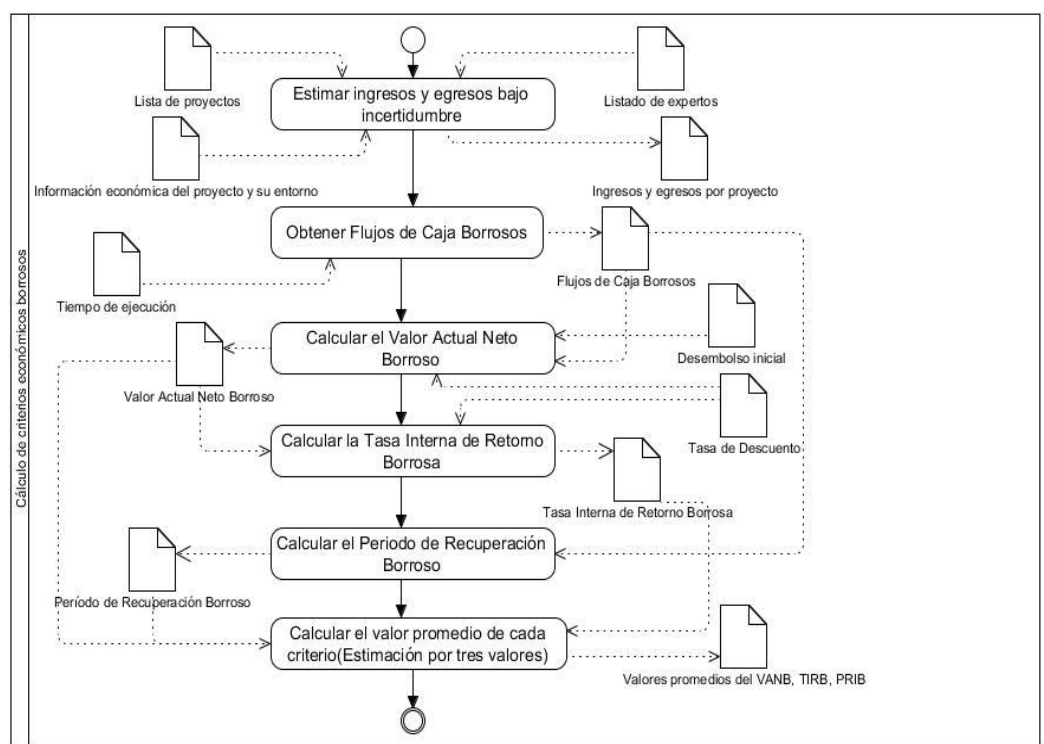 Cálculo de criterios económicos borrosos
Lista de proyectos
Estimar ingresos y egresos bajo
incertidumbre
Listado de expertos
Información económica del proyecto y su entorno
Ingresos y egresos por proyecto
Obtener Flujos de Caja Borrosos
Flujos de Caja Borrosos
Tiempo de ejecución
Calcular el Valor Actual Neto
Borroso
Desembolso inicial
Valor Actual Neto Borroso
Calcular la Tasa Interna de Retorno
Borrosa
Tasa de Descuento
Tasa Interna de Retorno Borrosa
Calcular el Periodo de Recuperación
Borroso
Período de Recuperación Borroso
Calcular el valor promedio de cada
criterio(Estimación por tres valores)
Valores promedios del VANB, TIRB, PRIB